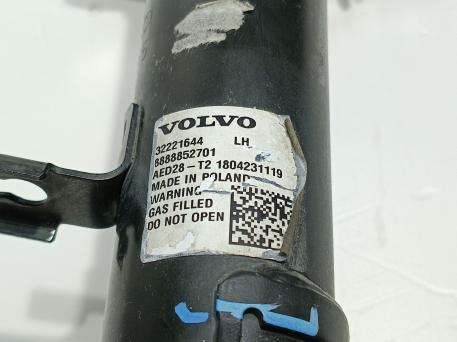 VOLVO
32221644 LH
8888852701
AED28-T2 1804231119
MADE IN POLAND
WARNING
GAS FILLED
DO NOT OPEN